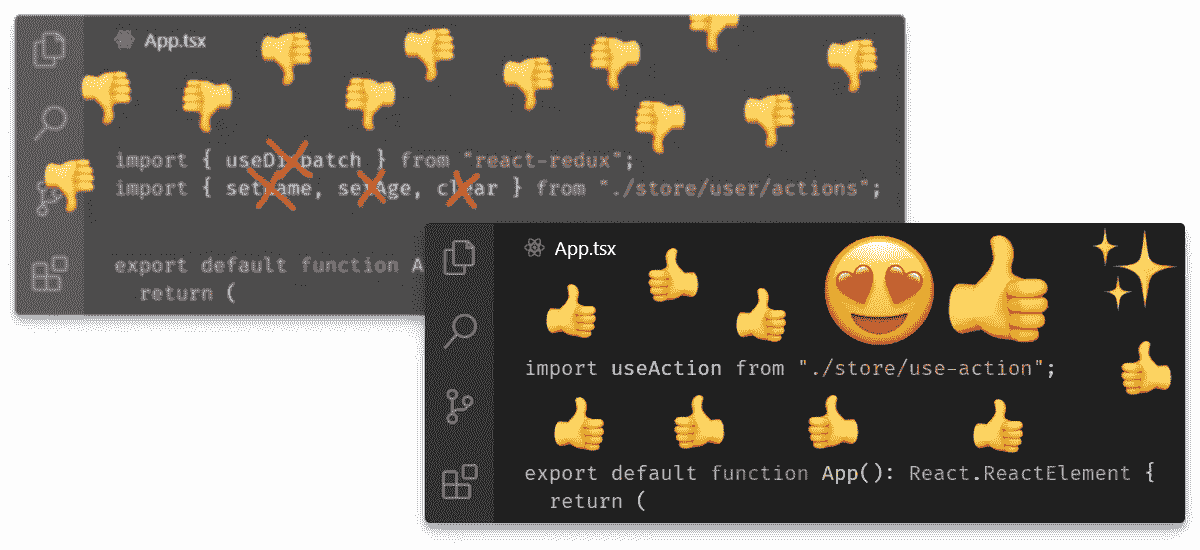 App.tsx
import { useDispatch } from "react-redux";
import { setName, setAge, clear } from "./store/user/actions";
export default function A
return (
App.tsx
import useAction from "./store/use-action";
export default function App(): React.ReactElement {
return (